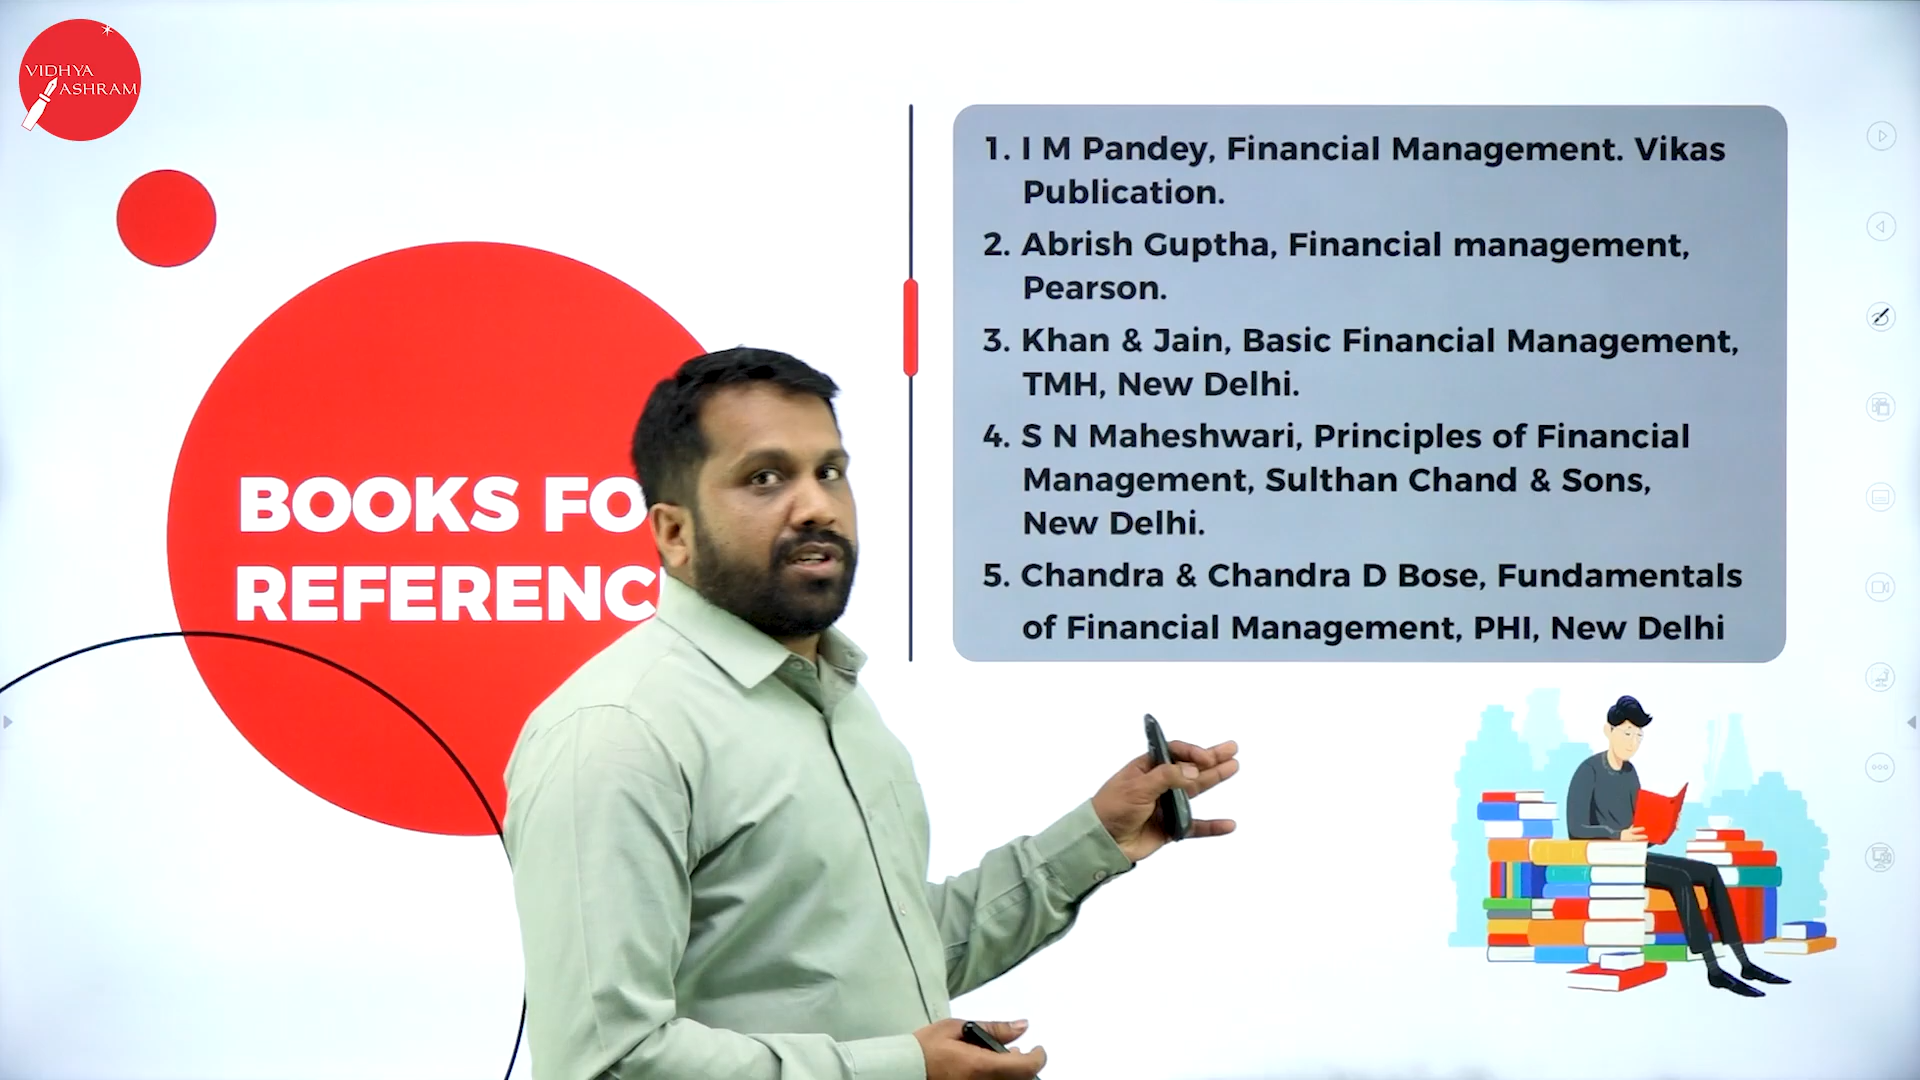 VIDHYA
ASHRAM
BOOKS FO
REFERENC
1. I M Pandey, Financial Management. Vikas
Publication.
2. Abrish Guptha, Financial management,
Pearson.
3. Khan & Jain, Basic Financial Management,
TMH, New Delhi.
4. S N Maheshwari, Principles of Financial
Management, Sulthan Chand & Sons,
New Delhi.
5. Chandra & Chandra D Bose, Fundamentals
of Financial Management, PHI, New Delhi